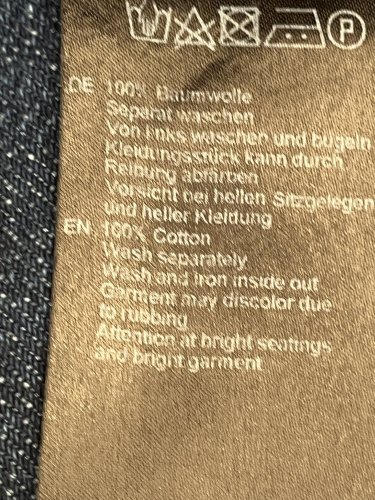 P
DE 100% Baumwolle
Separat waschen
Von links waschen und bügeln
Kleidungsstück kann durch
Reibung abfärben
Vorsicht bei hellen Sitzgelegen
und heller Kleidung
EN 100% Cotton
Wash separately
Wash and iron inside out
Garment may discolor due
to rubbing
Attention at bright seatings
and bright garment